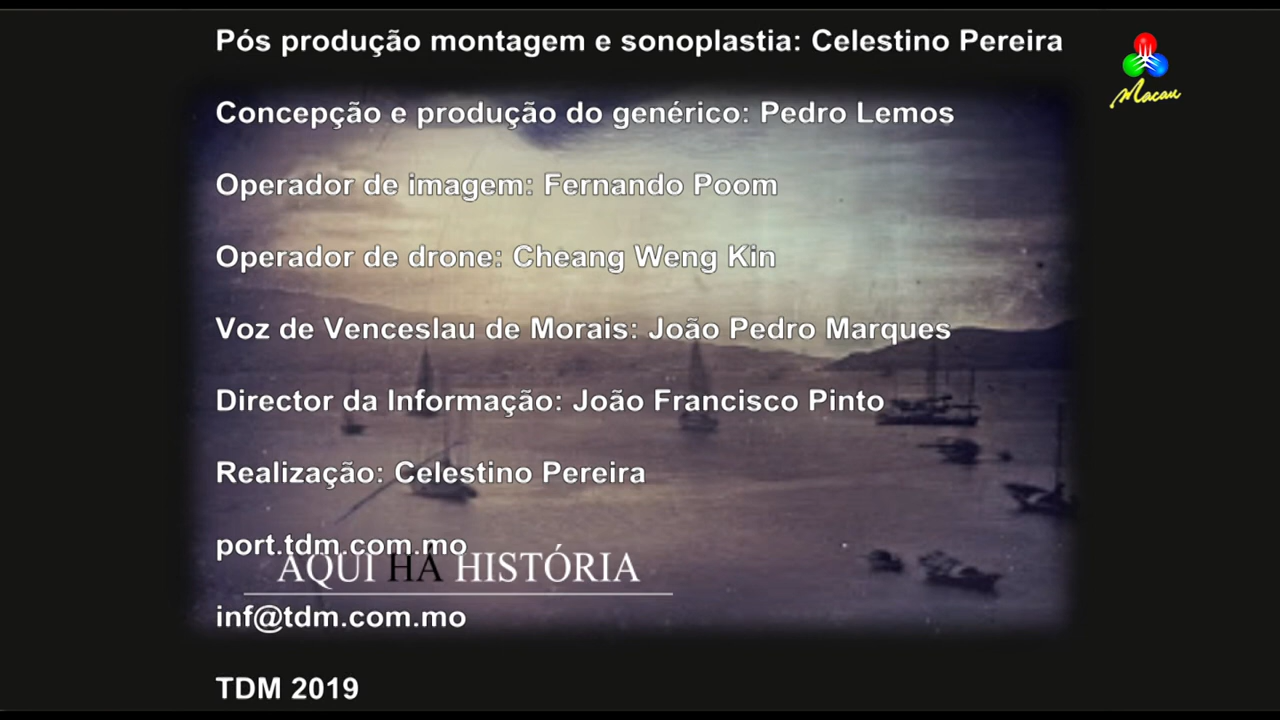 Pós produção montagem e sonoplastia: Celestino Pereira
Macau
Concepção e produção do genérico: Pedro Lemos
Operador de imagem: Fernando Poom
Operador de drone: Cheang Weng Kin
Voz de Venceslau de Morais: João Pedro Marques
Director da Informação: João Francisco Pinto
Realização: Celestino Pereira
port.tdm.com.mo
AQUI HÁ HISTÓRIA
inf@tdm.com.mo
TDM 2019